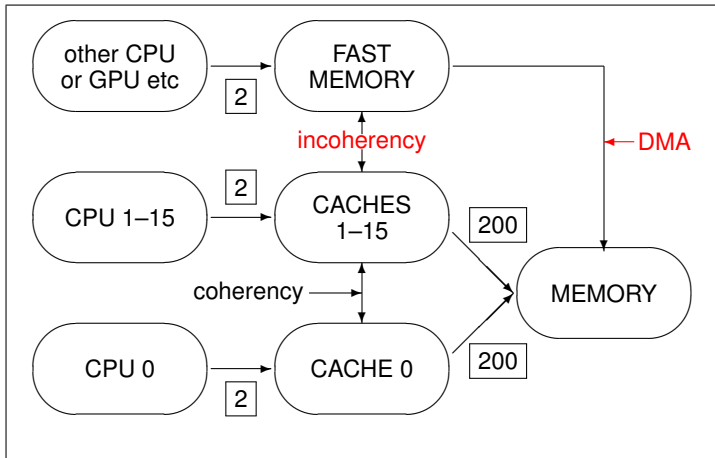 other CPU
or GPU etc
2
FAST
MEMORY
incoherency
DMA
CPU 1–15
2
CACHES
1–15
200
coherency
MEMORY
CPU 0
2
CACHE 0
200